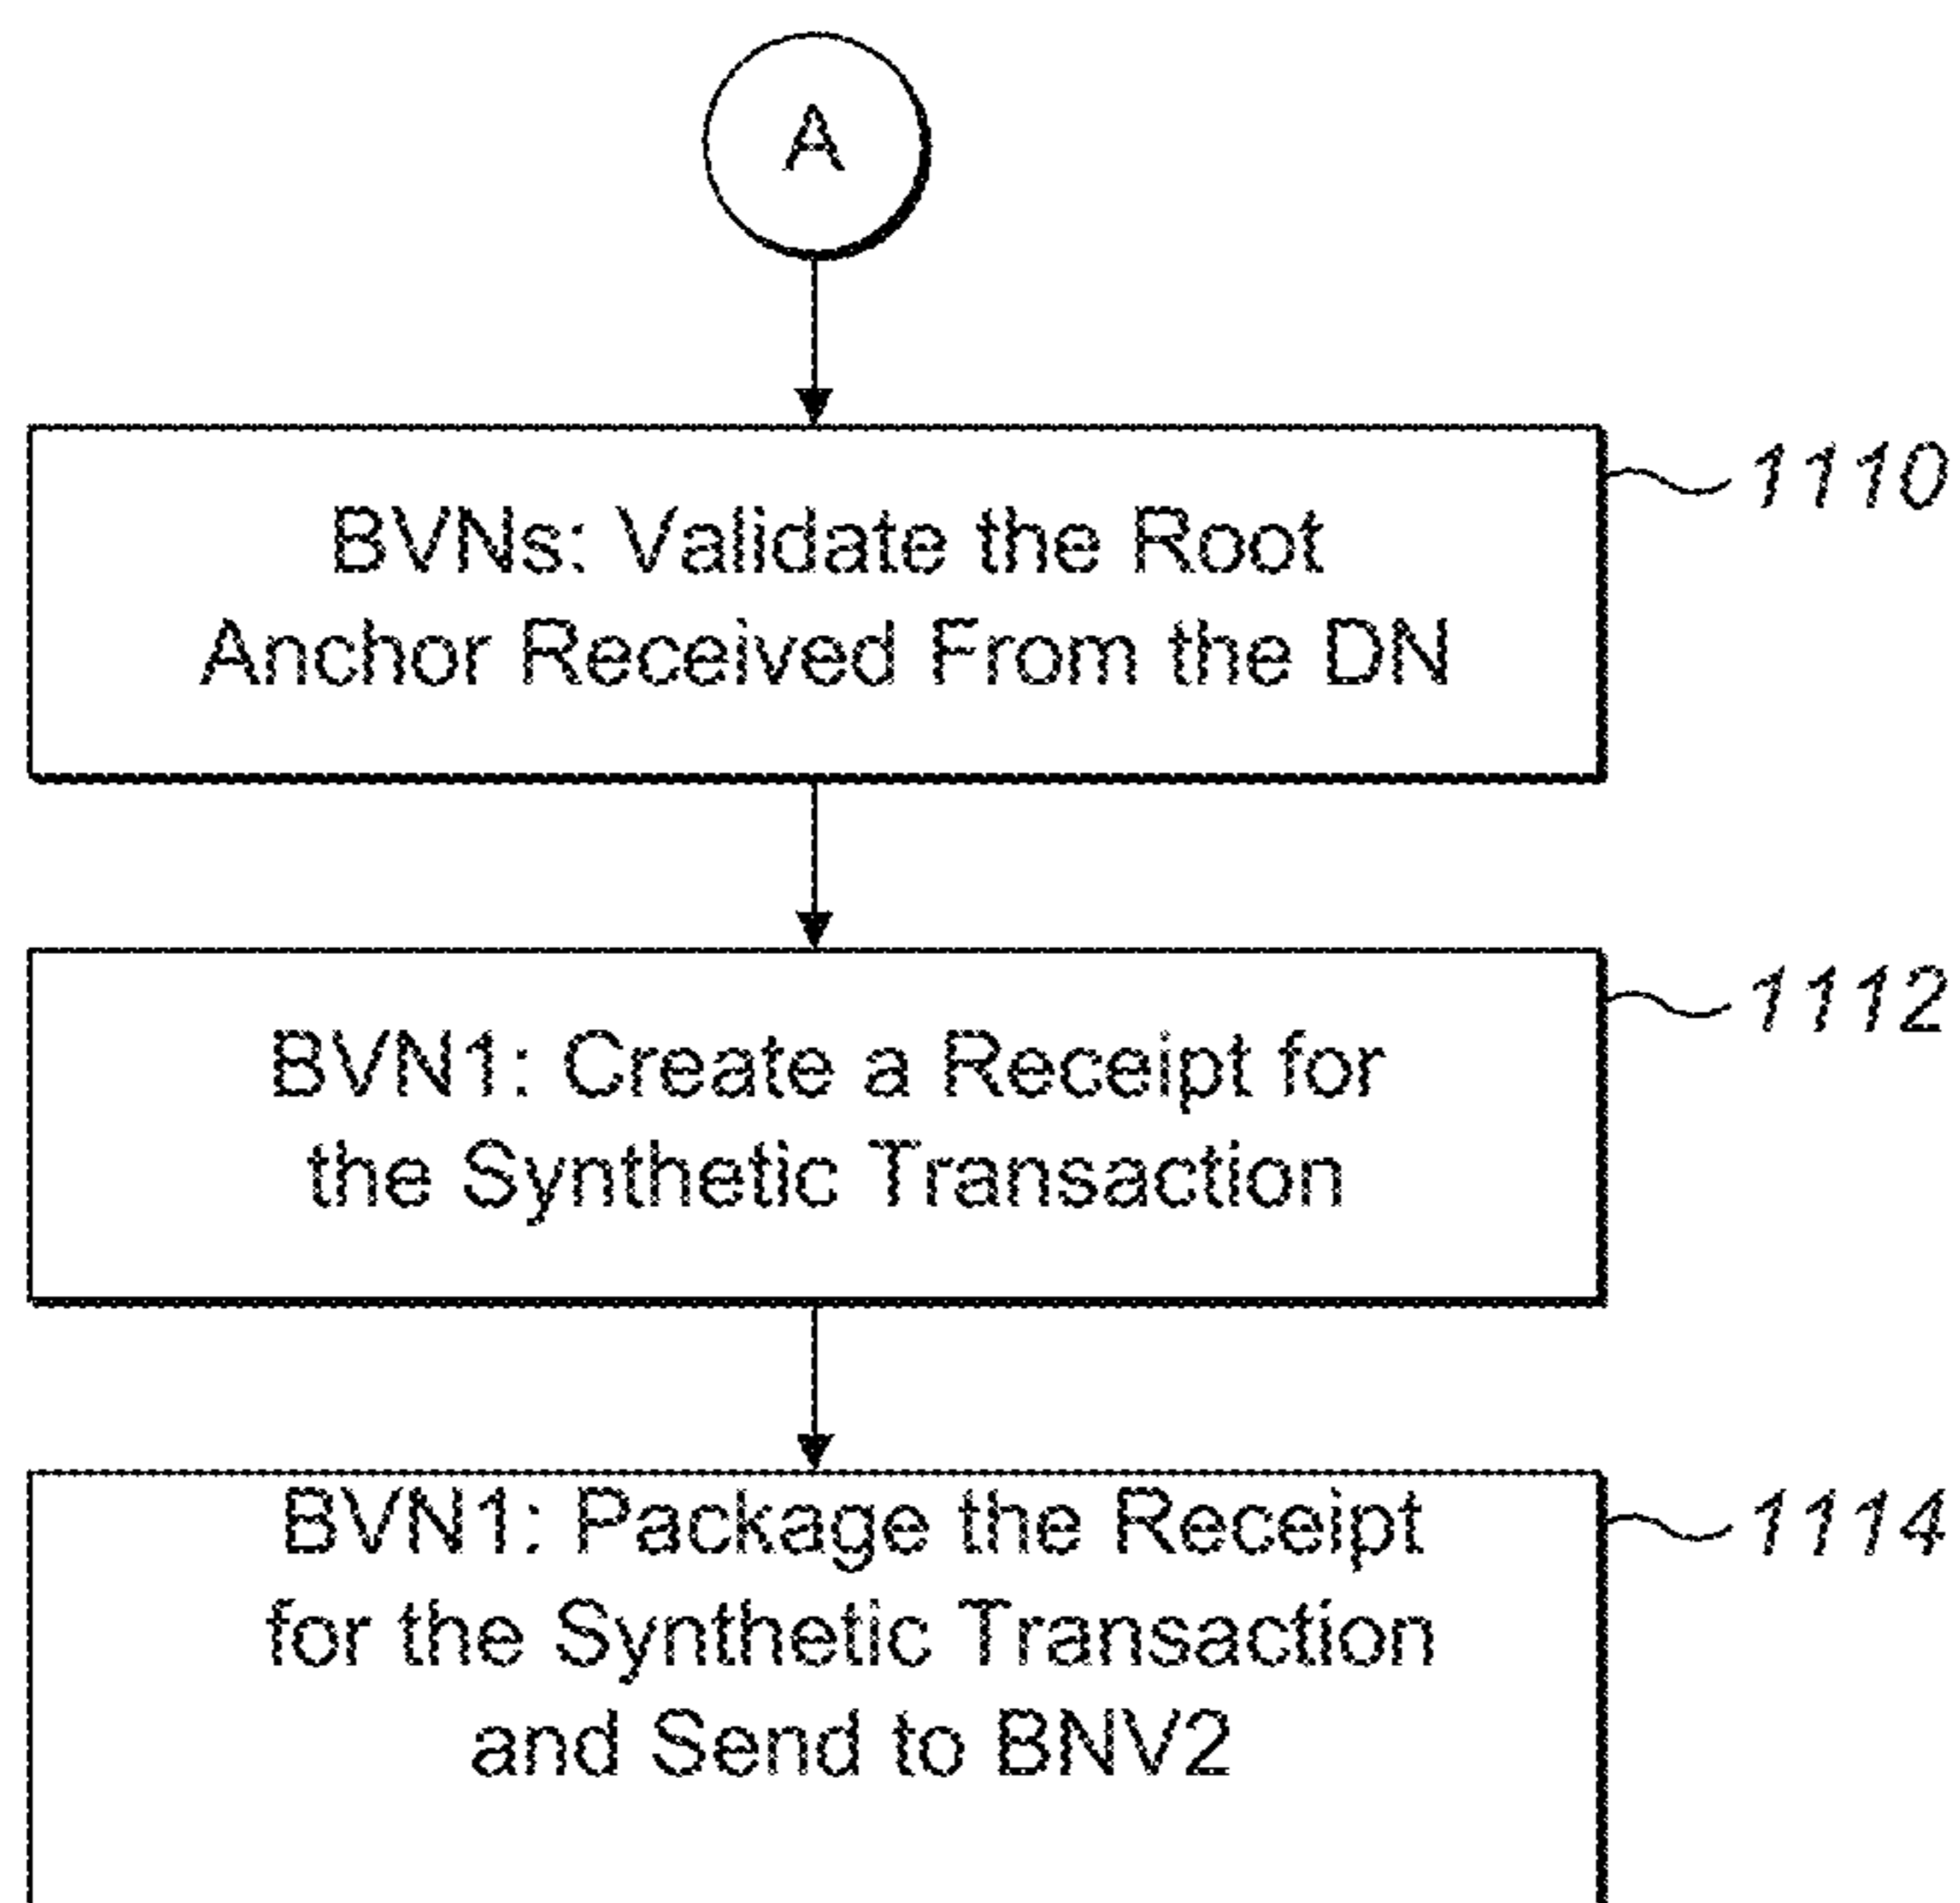 A
BVNs: Validate the Root
Anchor Received From the DN
1110
BVN1: Create a Receipt for
the Synthetic Transaction
1112
BVN1: Package the Receipt
for the Synthetic Transaction
and Send to BNV2
1114